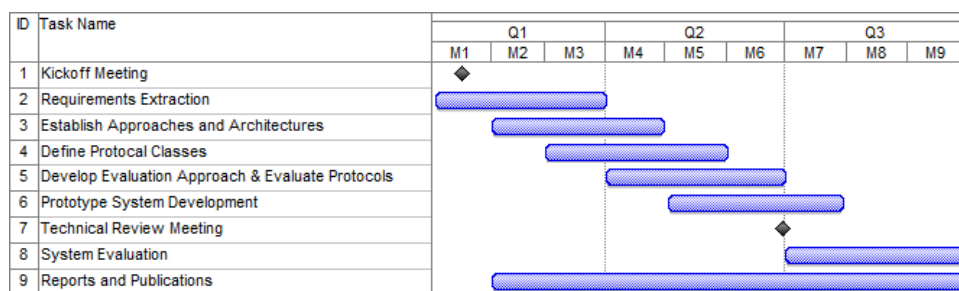 ID Task Name Q1 Q2 Q3
M1 M2 M3 M4 M5 M6 M7 M8 M9
1 Kickoff Meeting
2 Requirements Extraction
3 Establish Approaches and Architectures
4 Define Protocal Classes
5 Develop Evaluation Approach & Evaluate Protocols
6 Prototype System Development
7 Technical Review Meeting
8 System Evaluation
9 Reports and Publications